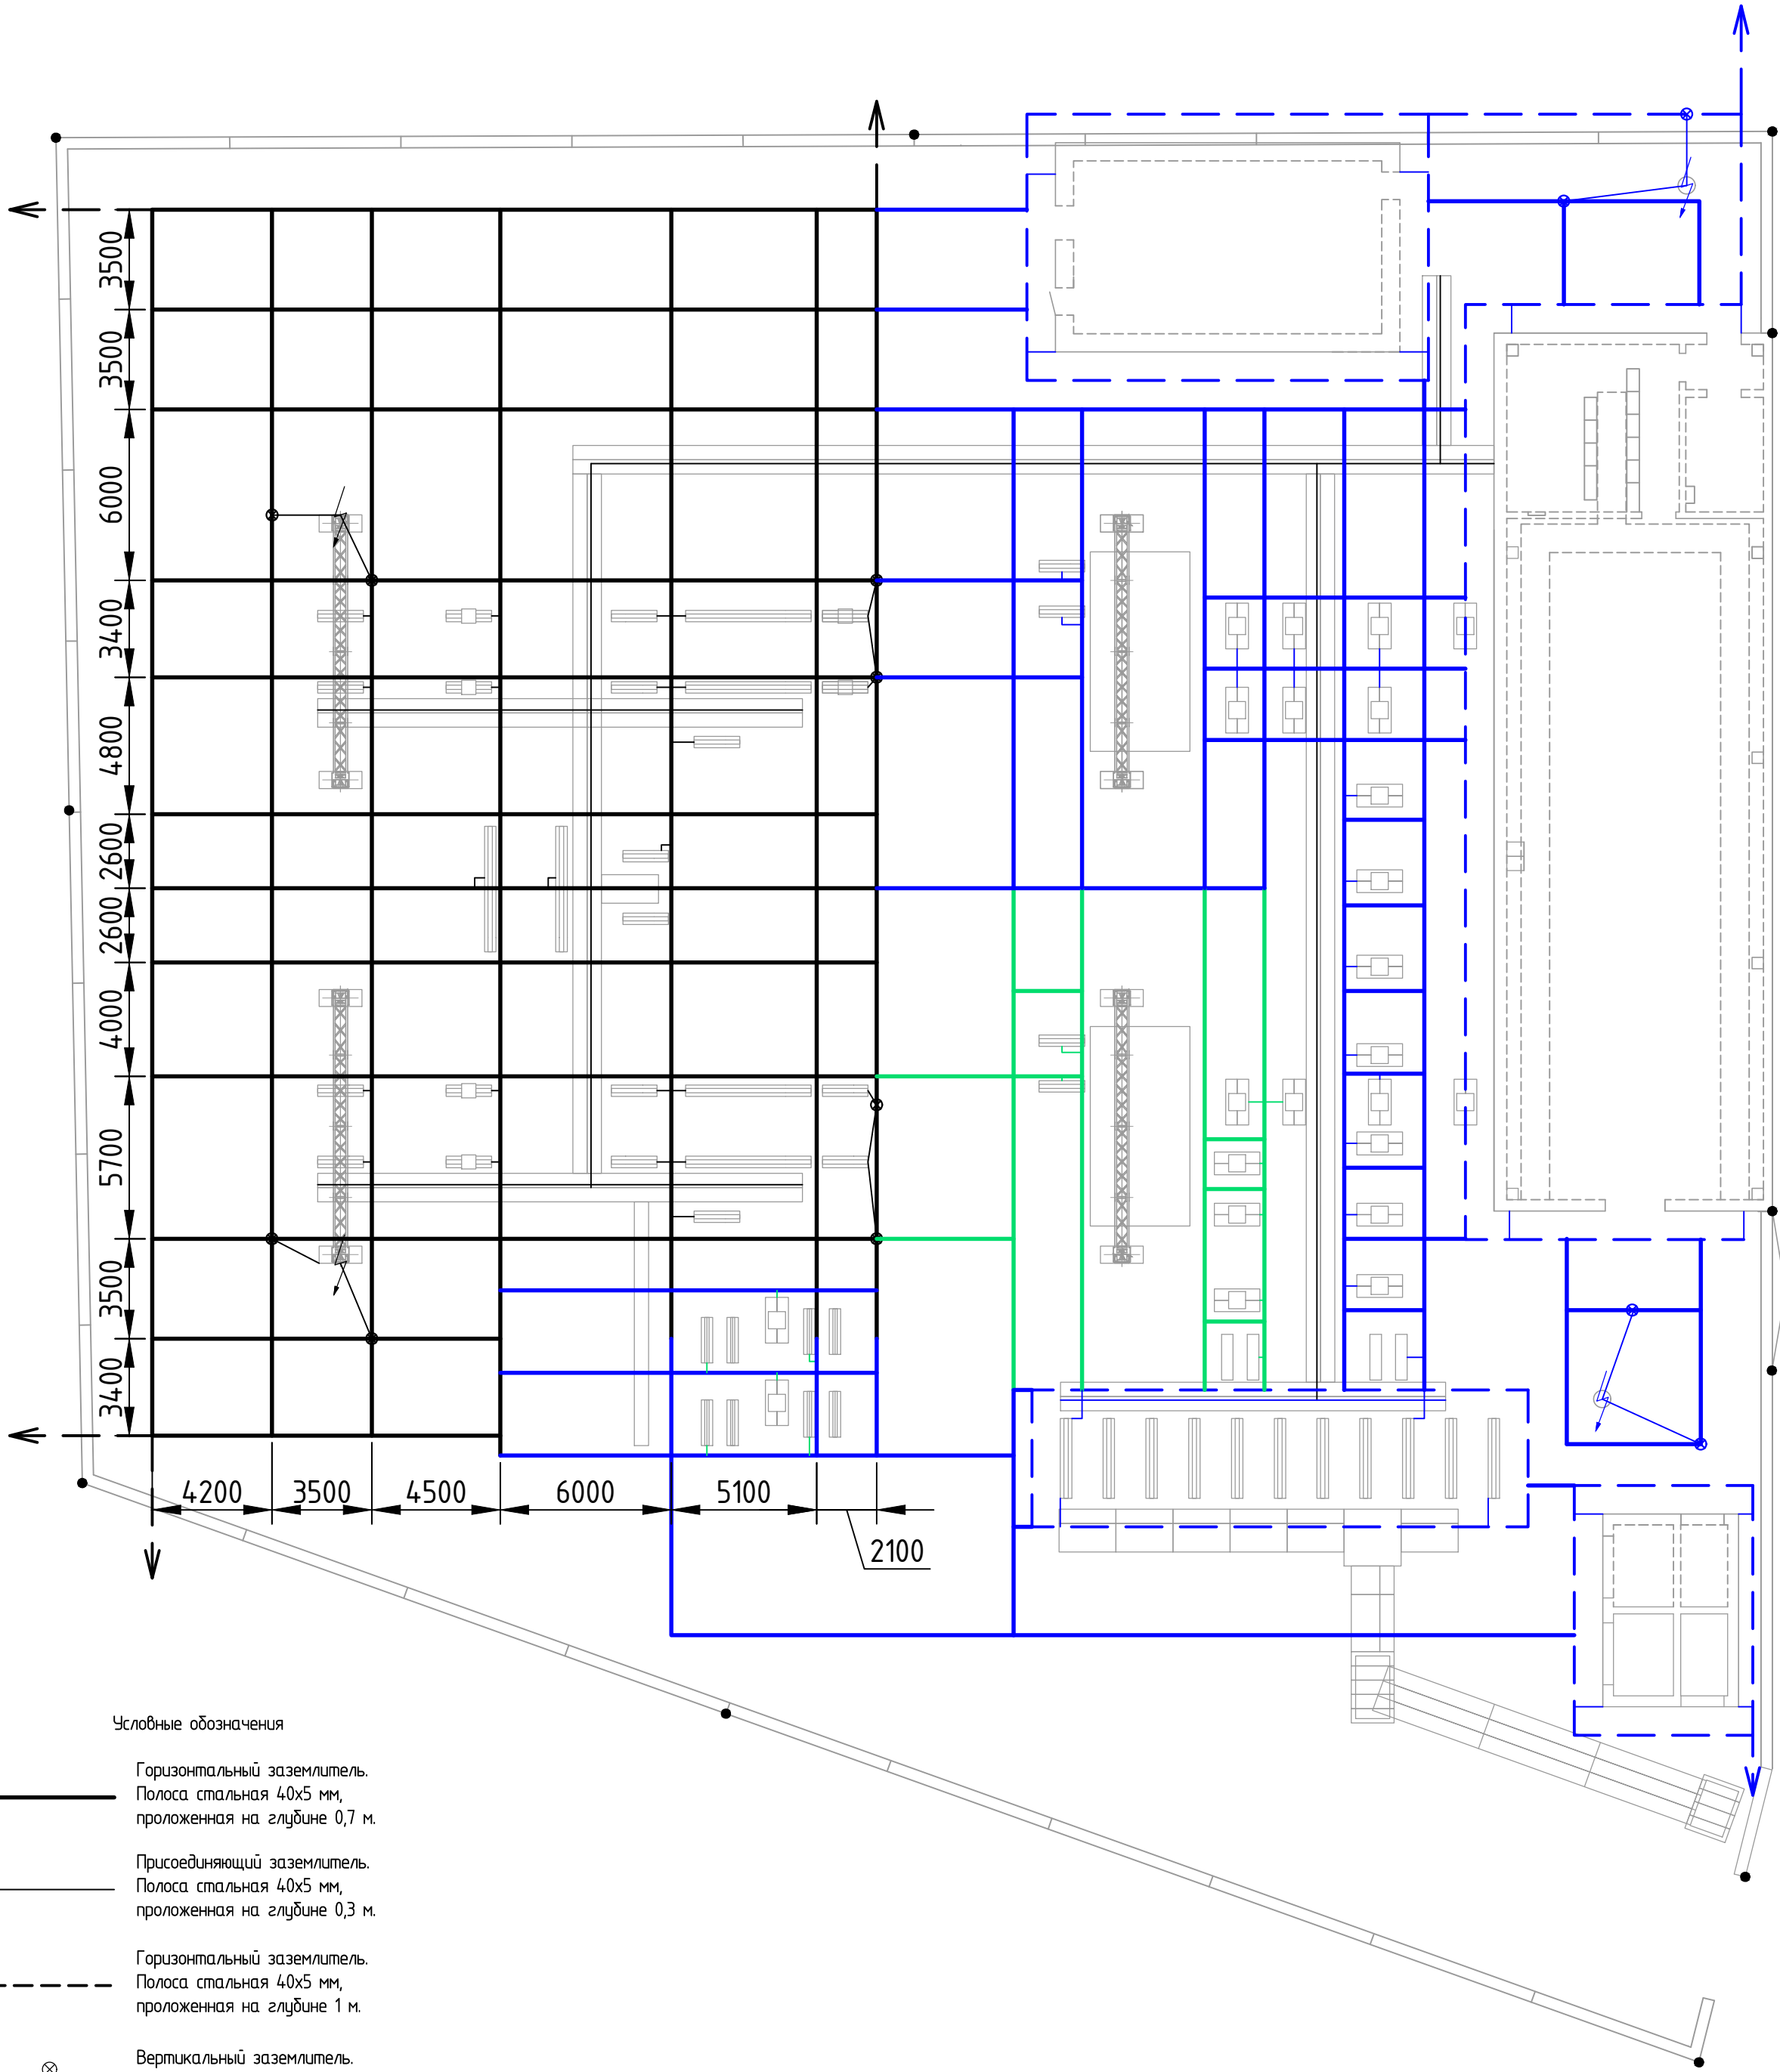 3500
3500
6000
3400
4800
2600
2600
4000
5700
3500
3400
4200
3500
4500
6000
5100
2100
Условные обозначения
Горизонтальный заземлитель.
Полоса стальная 40х5 мм,
проложенная на глубине 0,7 м.
Присоединяющий заземлитель.
Полоса стальная 40х5 мм,
проложенная на глубине 0,3 м.
Горизонтальный заземлитель.
Полоса стальная 40х5 мм,
проложенная на глубине 1 м.
Вертикальный заземлитель.